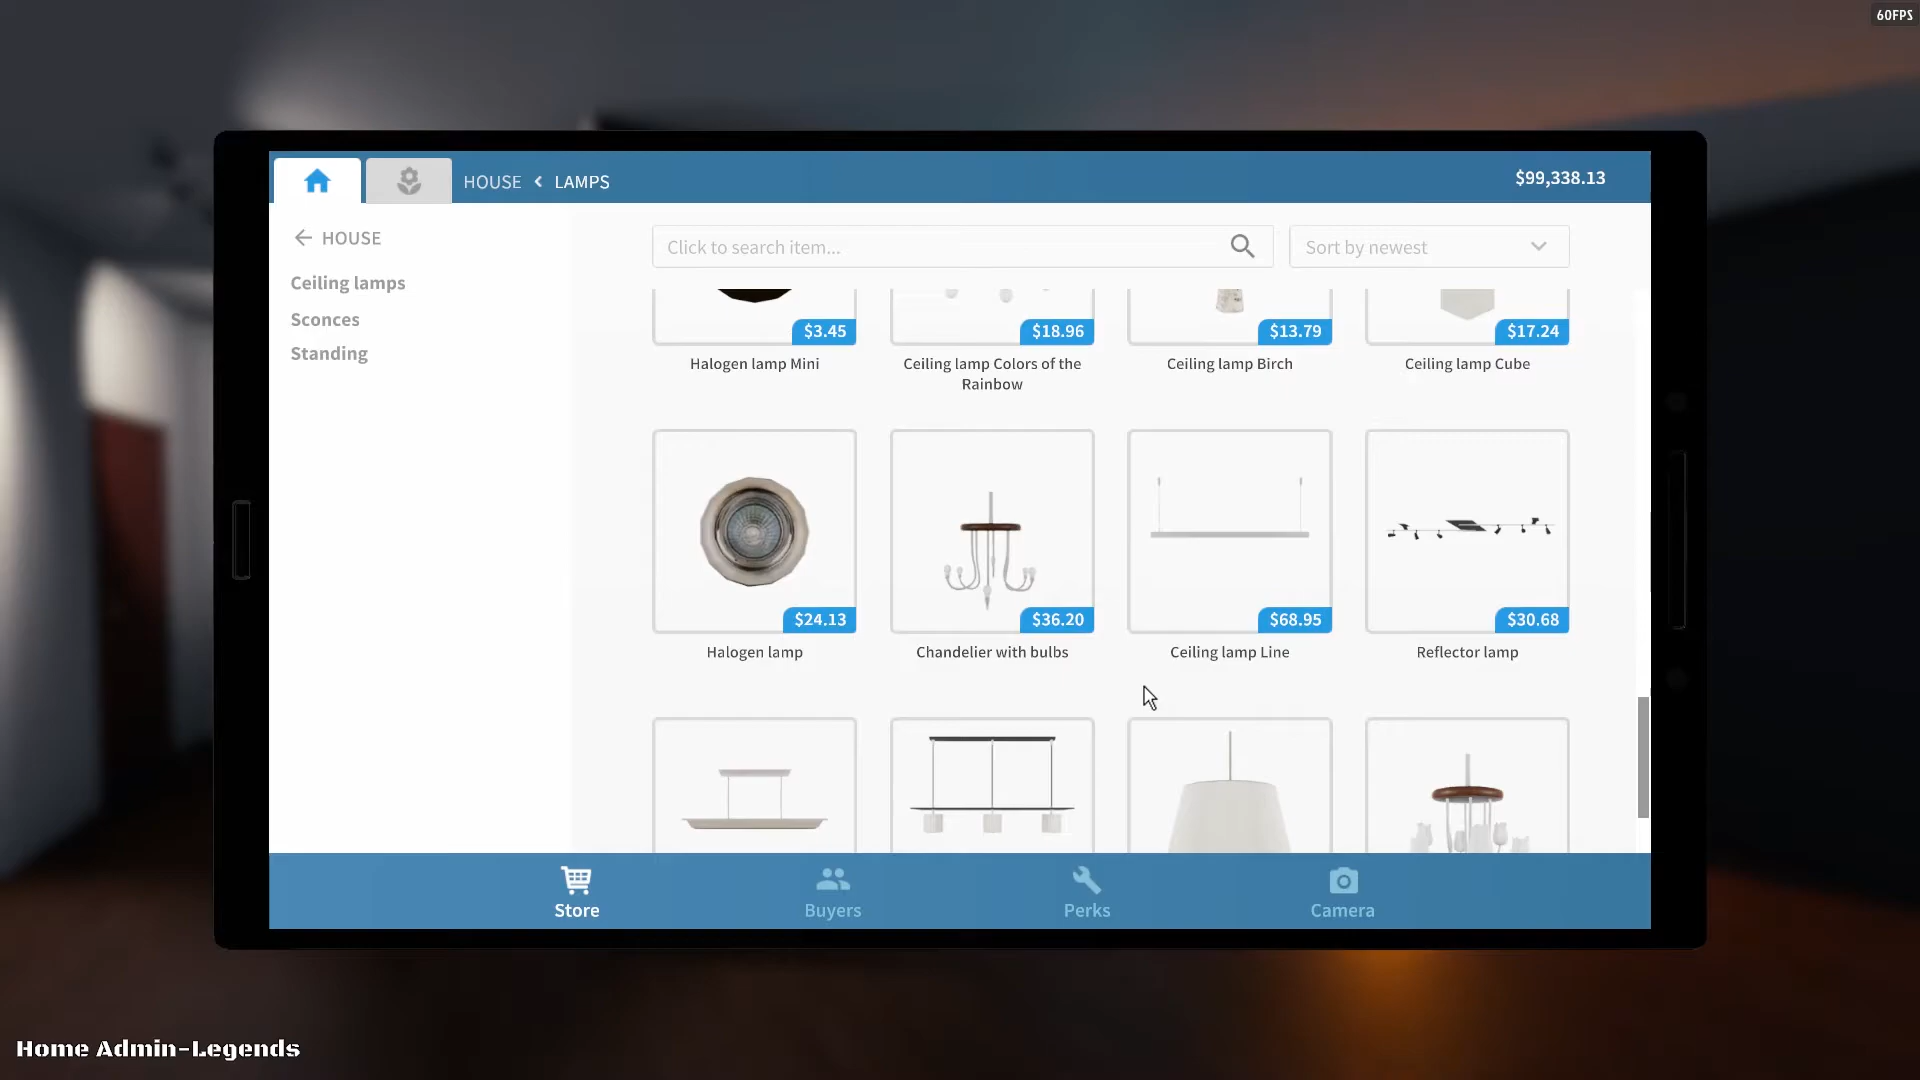 60FPS
HOUSE < LAMPS
$99,338.13
HOUSE
Ceiling lamps
Sconces
Standing
Click to search item...
Sort by newest
$3.45
$18.96
$13.79
$17.24
Halogen lamp Mini
Ceiling lamp Colors of the
Rainbow
Ceiling lamp Birch
Ceiling lamp Cube
$24.13
$36.20
$68.95
$30.68
Halogen lamp
Chandelier with bulbs
Ceiling lamp Line
Reflector lamp
Store
Buyers
Perks
Camera
Home Admin-Legends